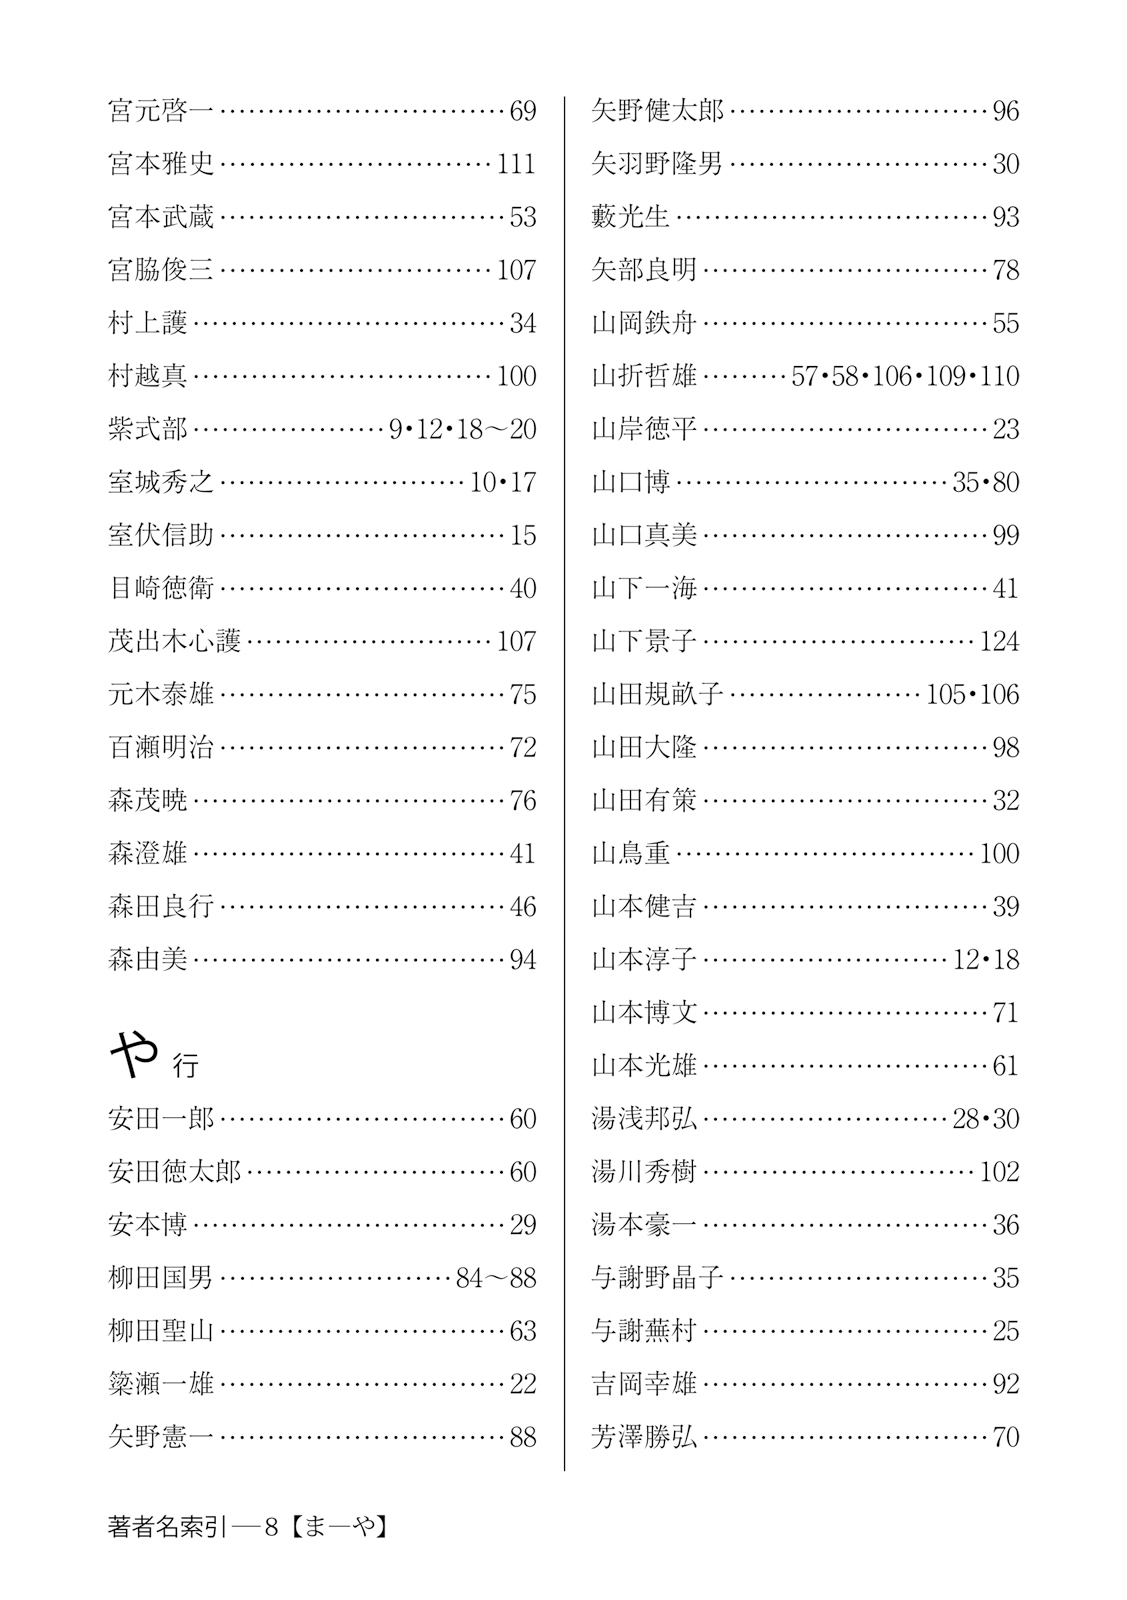 宮元啓一……………………………69
宮本雅史……………………………111
宮本武蔵……………………………53
宮脇俊三……………………………107
村上護………………………………34
村越真………………………………100
紫式部…………………9・12・18〜20
室城秀之………………………10・17
室伏信助……………………………15
目崎徳衛……………………………40
茂出木心護…………………………107
元木泰雄……………………………75
百瀬明治……………………………72
森茂暁………………………………76
森澄雄………………………………41
森田良行……………………………46
森由美………………………………94
や 行
安田一郎……………………………60
安田徳太郎…………………………60
安本博………………………………29
柳田国男………………………84〜88
柳田聖山……………………………63
簗瀬一雄……………………………22
矢野憲一……………………………88
矢野健太郎…………………………96
矢羽野隆男…………………………30
藪光生………………………………93
矢部良明……………………………78
山岡鉄舟……………………………55
山折哲雄………57・58・106・109・110
山岸徳平……………………………23
山口博…………………………35・80
山口真美……………………………99
山下一海……………………………41
山下景子……………………………124
山田規畝子…………………105・106
山田大隆……………………………98
山田有策……………………………32
山鳥重………………………………100
山本健吉……………………………39
山本淳子………………………12・18
山本博文……………………………71
山本光雄……………………………61
湯浅邦弘………………………28・30
湯川秀樹……………………………102
湯本豪一……………………………36
与謝野晶子…………………………35
与謝蕪村……………………………25
吉岡幸雄……………………………92
芳澤勝弘……………………………70
著者名索引―8【ま―や】